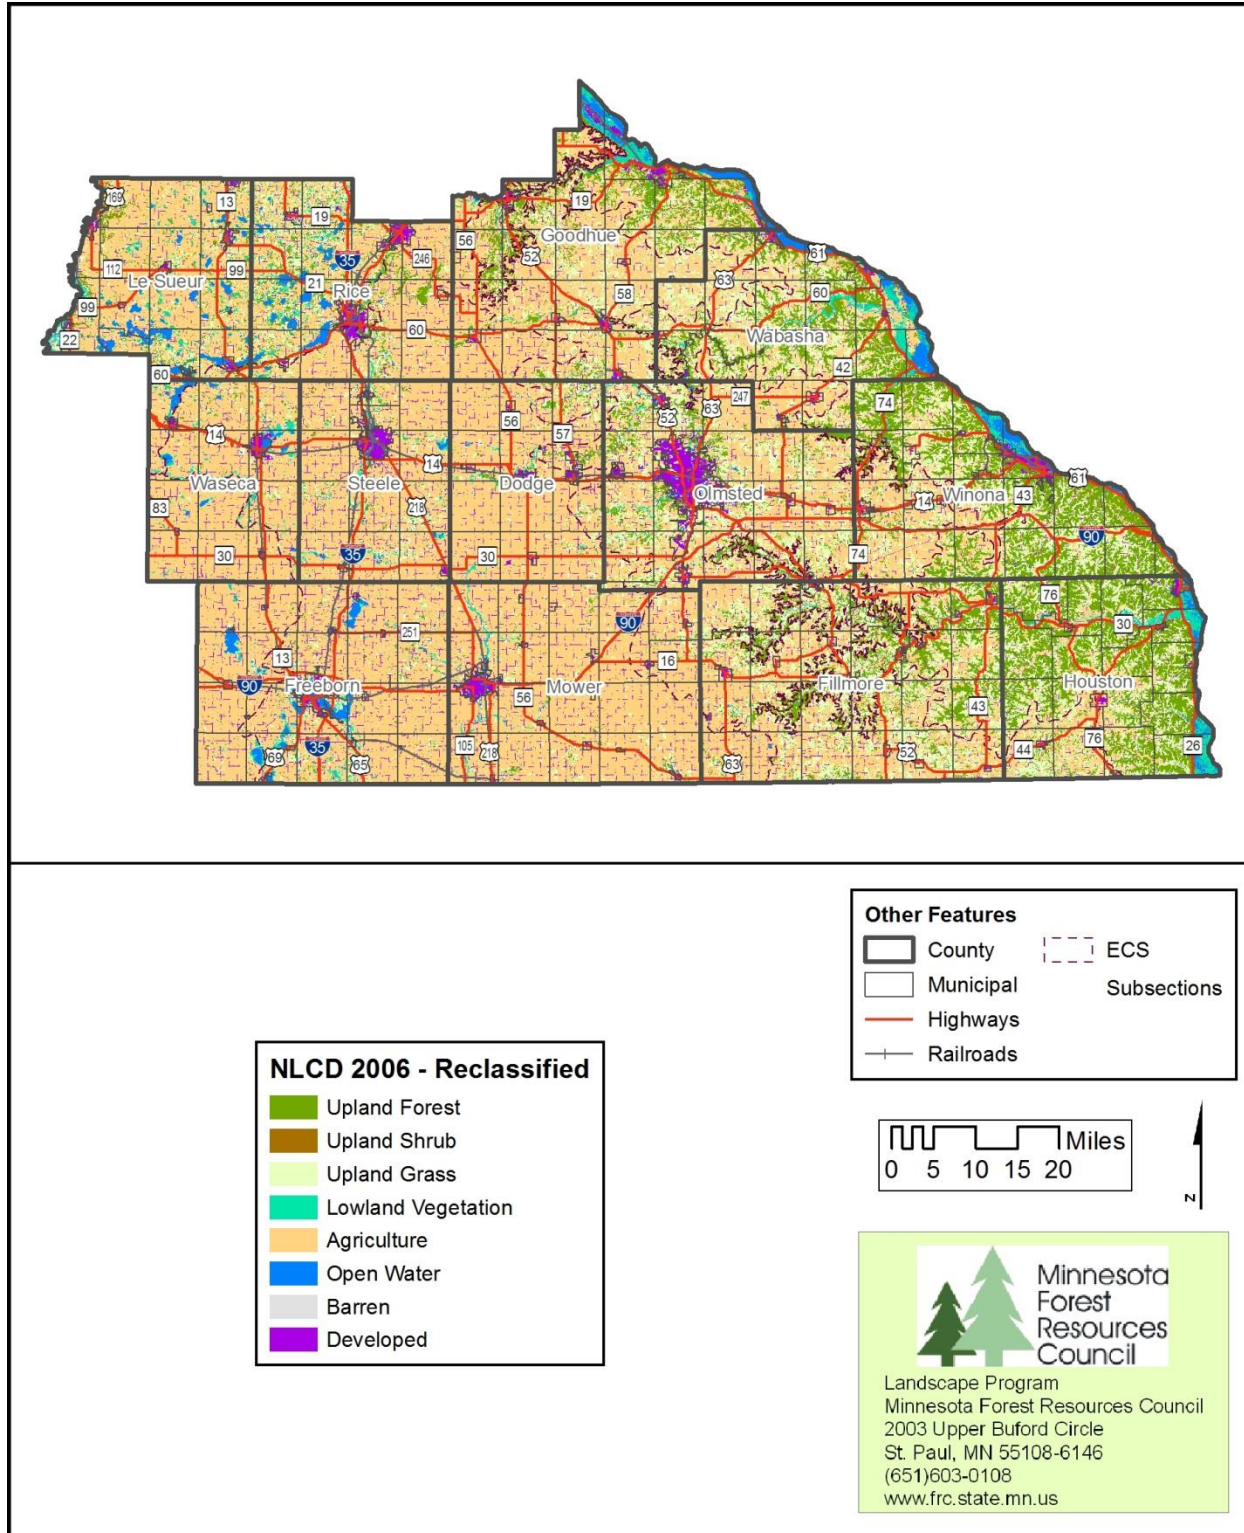 169
13
19
19
56
52
Goodhue
61
35
246
112
99
Le Sueur
21
Rice
58
63
60
99
22
60
Wabasha
60
42
14
56
57
52
63
247
74
Waseca
Steele
14
Dodge
Olmsted
14
Winona
43
61
83
218
30
35
30
74
90
251
90
76
30
13
16
90
Freeborn
56
Mower
Fillmore
43
Houston
69
35
65
105
218
63
52
44
76
26
Other Features
County
ECS
Municipal
Subsections
Highways
Railroads
NLCD 2006 - Reclassified
Upland Forest
Upland Shrub
Upland Grass
Lowland Vegetation
Agriculture
Open Water
Barren
Developed
Miles
0 5 10 15 20
N
Minnesota
Forest
Resources
Council
Landscape Program
Minnesota Forest Resources Council
2003 Upper Buford Circle
St. Paul, MN 55108-6146
(651)603-0108
www.frc.state.mn.us